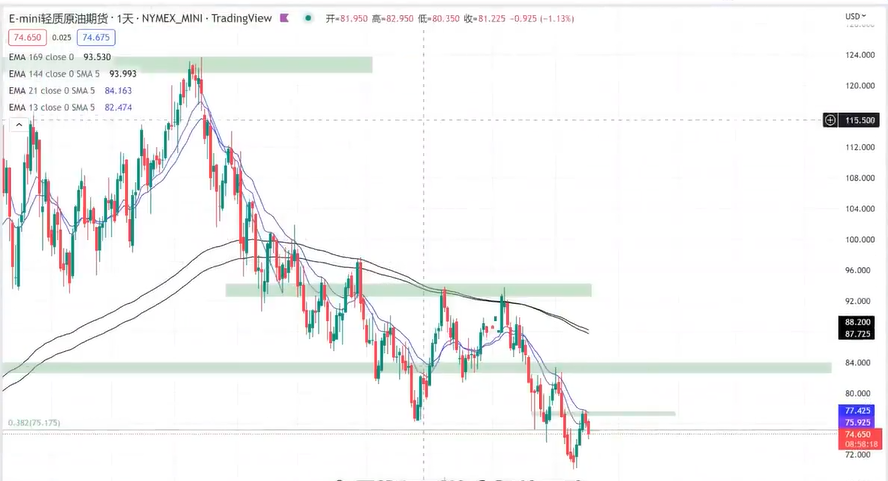 E-mini轻质原油期货 · 1天 · NYMEX_MINI · TradingView 开=81.950 高=82.950 低=80.350 收=81.225 -0.925 (-1.13%)
USD
74.650 0.025 74.675
EMA 169 close 0 93.530
EMA 144 close 0 SMA 5 93.993
EMA 21 close 0 SMA 5 84.163
EMA 13 close 0 SMA 5 82.474
124.000
120.000
115.500
112.000
108.000
104.000
100.000
96.000
92.000
88.200
87.725
84.000
80.000
77.425
0.382(75.175)
75.925
74.650
08:56:18
72.000